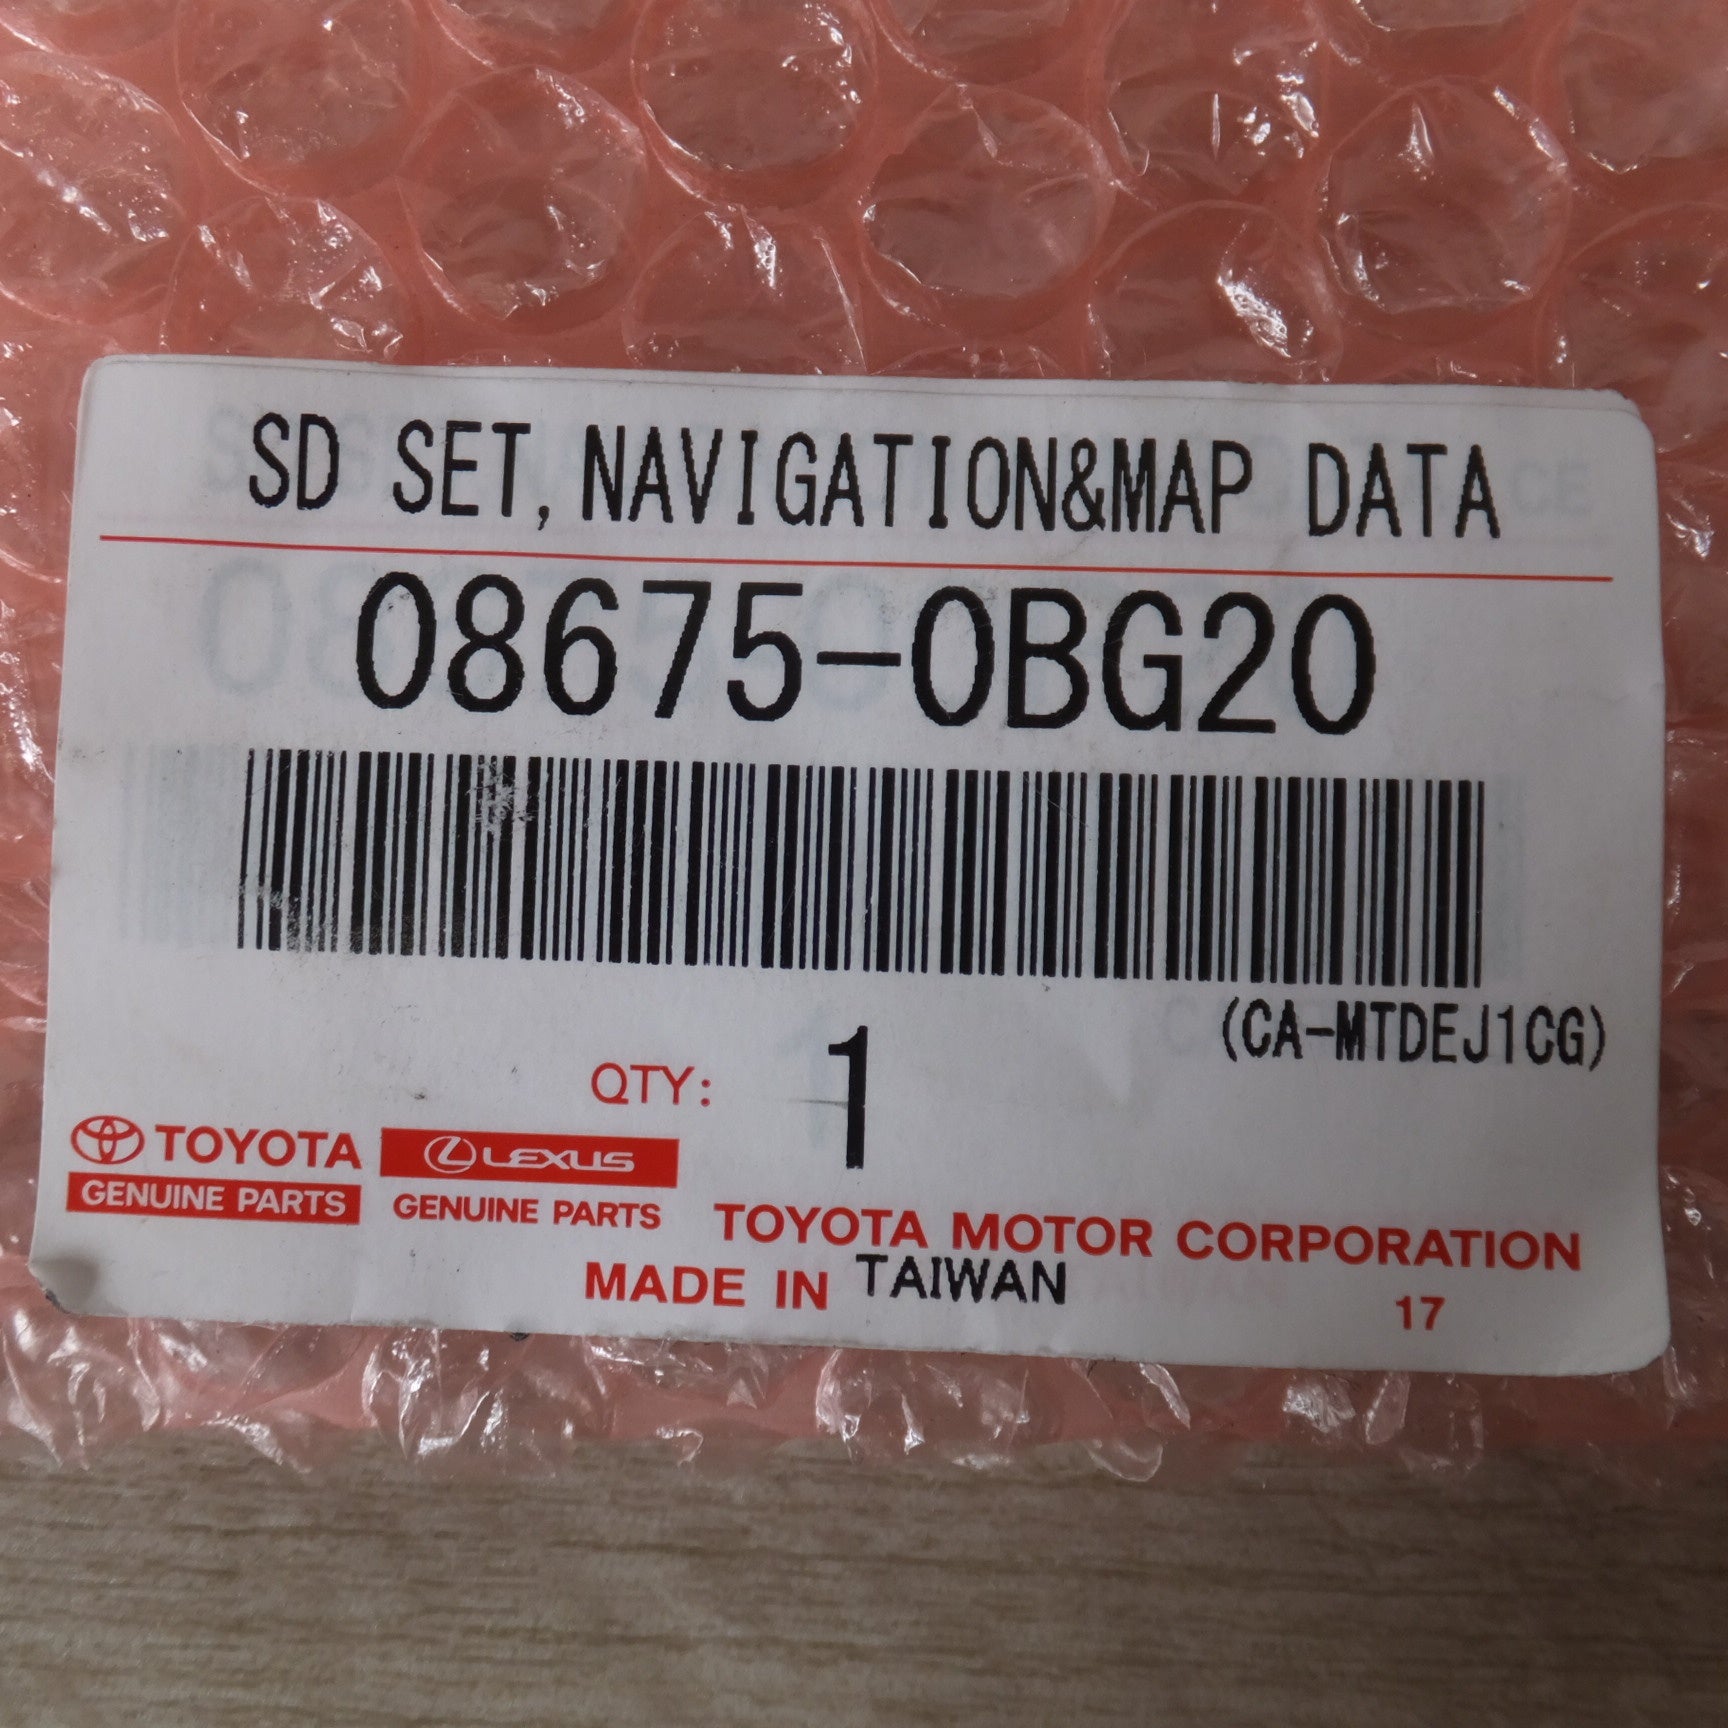 SD SET, NAVIGATION&MAP DATA
08675-0BG20
(CA-MTDEJ1CG)
QTY: 1
TOYOTA
GENUINE PARTS
LEXUS
GENUINE PARTS
TOYOTA MOTOR CORPORATION
MADE IN TAIWAN
17